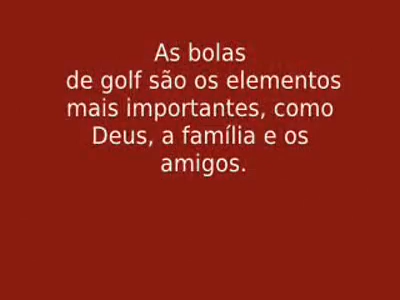 As bolas
de golf são os elementos
mais importantes, como
Deus, a família e os
amigos.